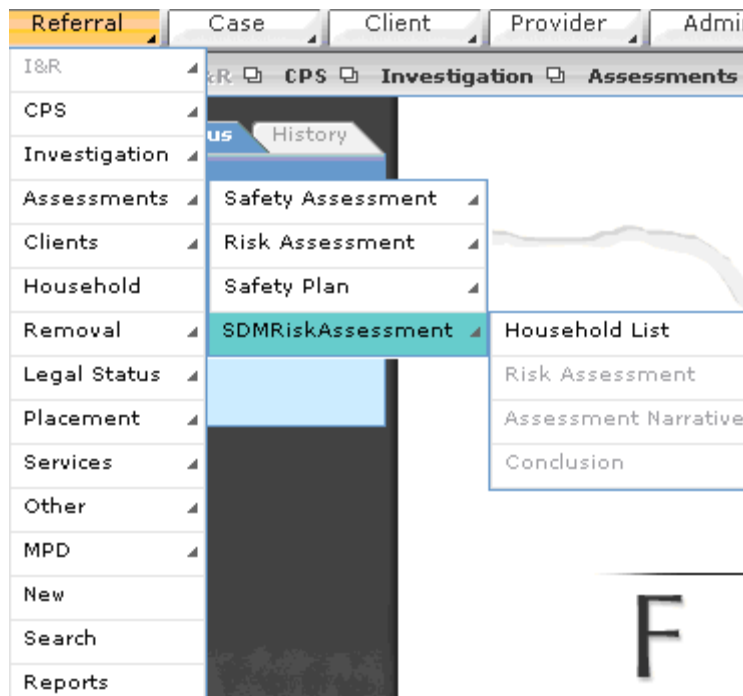 Referral Case Client Provider
I&R CPS Investigation Assessments
us History
I&R
CPS
Investigation
Assessments
Clients
Household
Removal
Legal Status
Placement
Services
Other
MPD
New
Search
Reports
Safety Assessment
Risk Assessment
Safety Plan
SDMRiskAssessment
Household List
Risk Assessment
Assessment Narrative
Conclusion
F